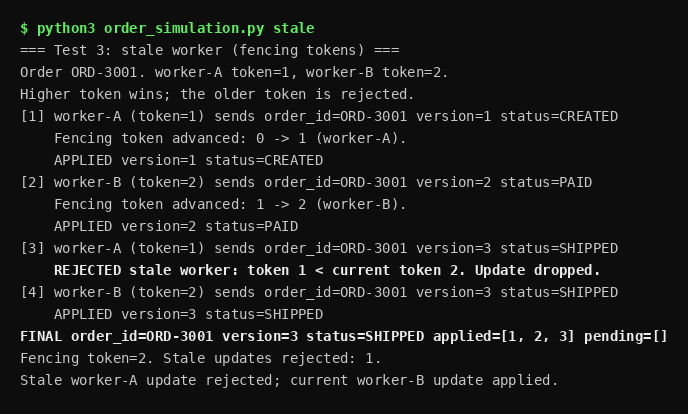 $ python3 order_simulation.py stale
=== Test 3: stale worker (fencing tokens) ===
Order ORD-3001. worker-A token=1, worker-B token=2.
Higher token wins; the older token is rejected.
[1] worker-A (token=1) sends order_id=ORD-3001 version=1 status=CREATED
    Fencing token advanced: 0 -> 1 (worker-A).
    APPLIED version=1 status=CREATED
[2] worker-B (token=2) sends order_id=ORD-3001 version=2 status=PAID
    Fencing token advanced: 1 -> 2 (worker-B).
    APPLIED version=2 status=PAID
[3] worker-A (token=1) sends order_id=ORD-3001 version=3 status=SHIPPED
    REJECTED stale worker: token 1 < current token 2. Update dropped.
[4] worker-B (token=2) sends order_id=ORD-3001 version=3 status=SHIPPED
    APPLIED version=3 status=SHIPPED
FINAL order_id=ORD-3001 version=3 status=SHIPPED applied=[1, 2, 3] pending=[]
Fencing token=2. Stale updates rejected: 1.
Stale worker-A update rejected; current worker-B update applied.